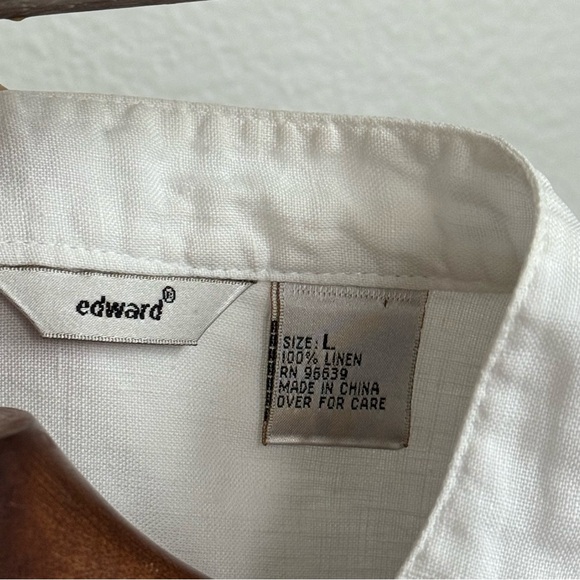 edward®
SIZE: L
100% LINEN
RN 96639
MADE IN CHINA
OVER FOR CARE